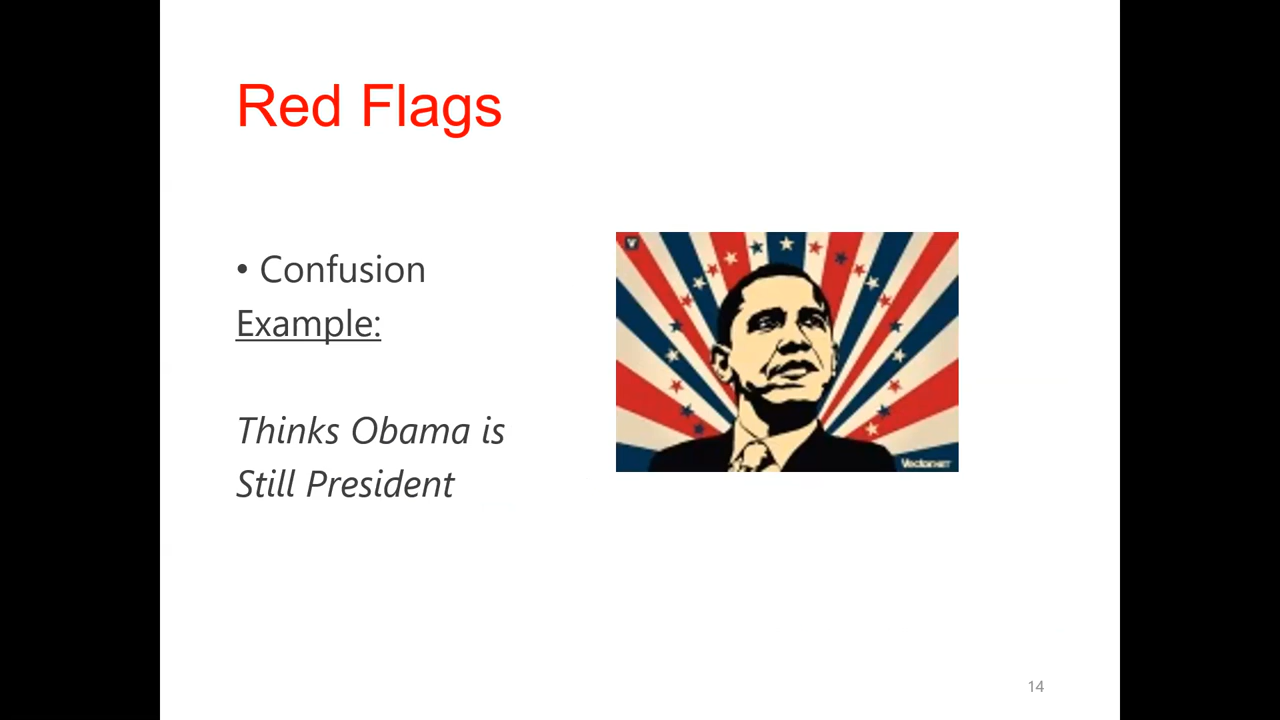 Red Flags
• Confusion
Example:
Thinks Obama is
Still President
14